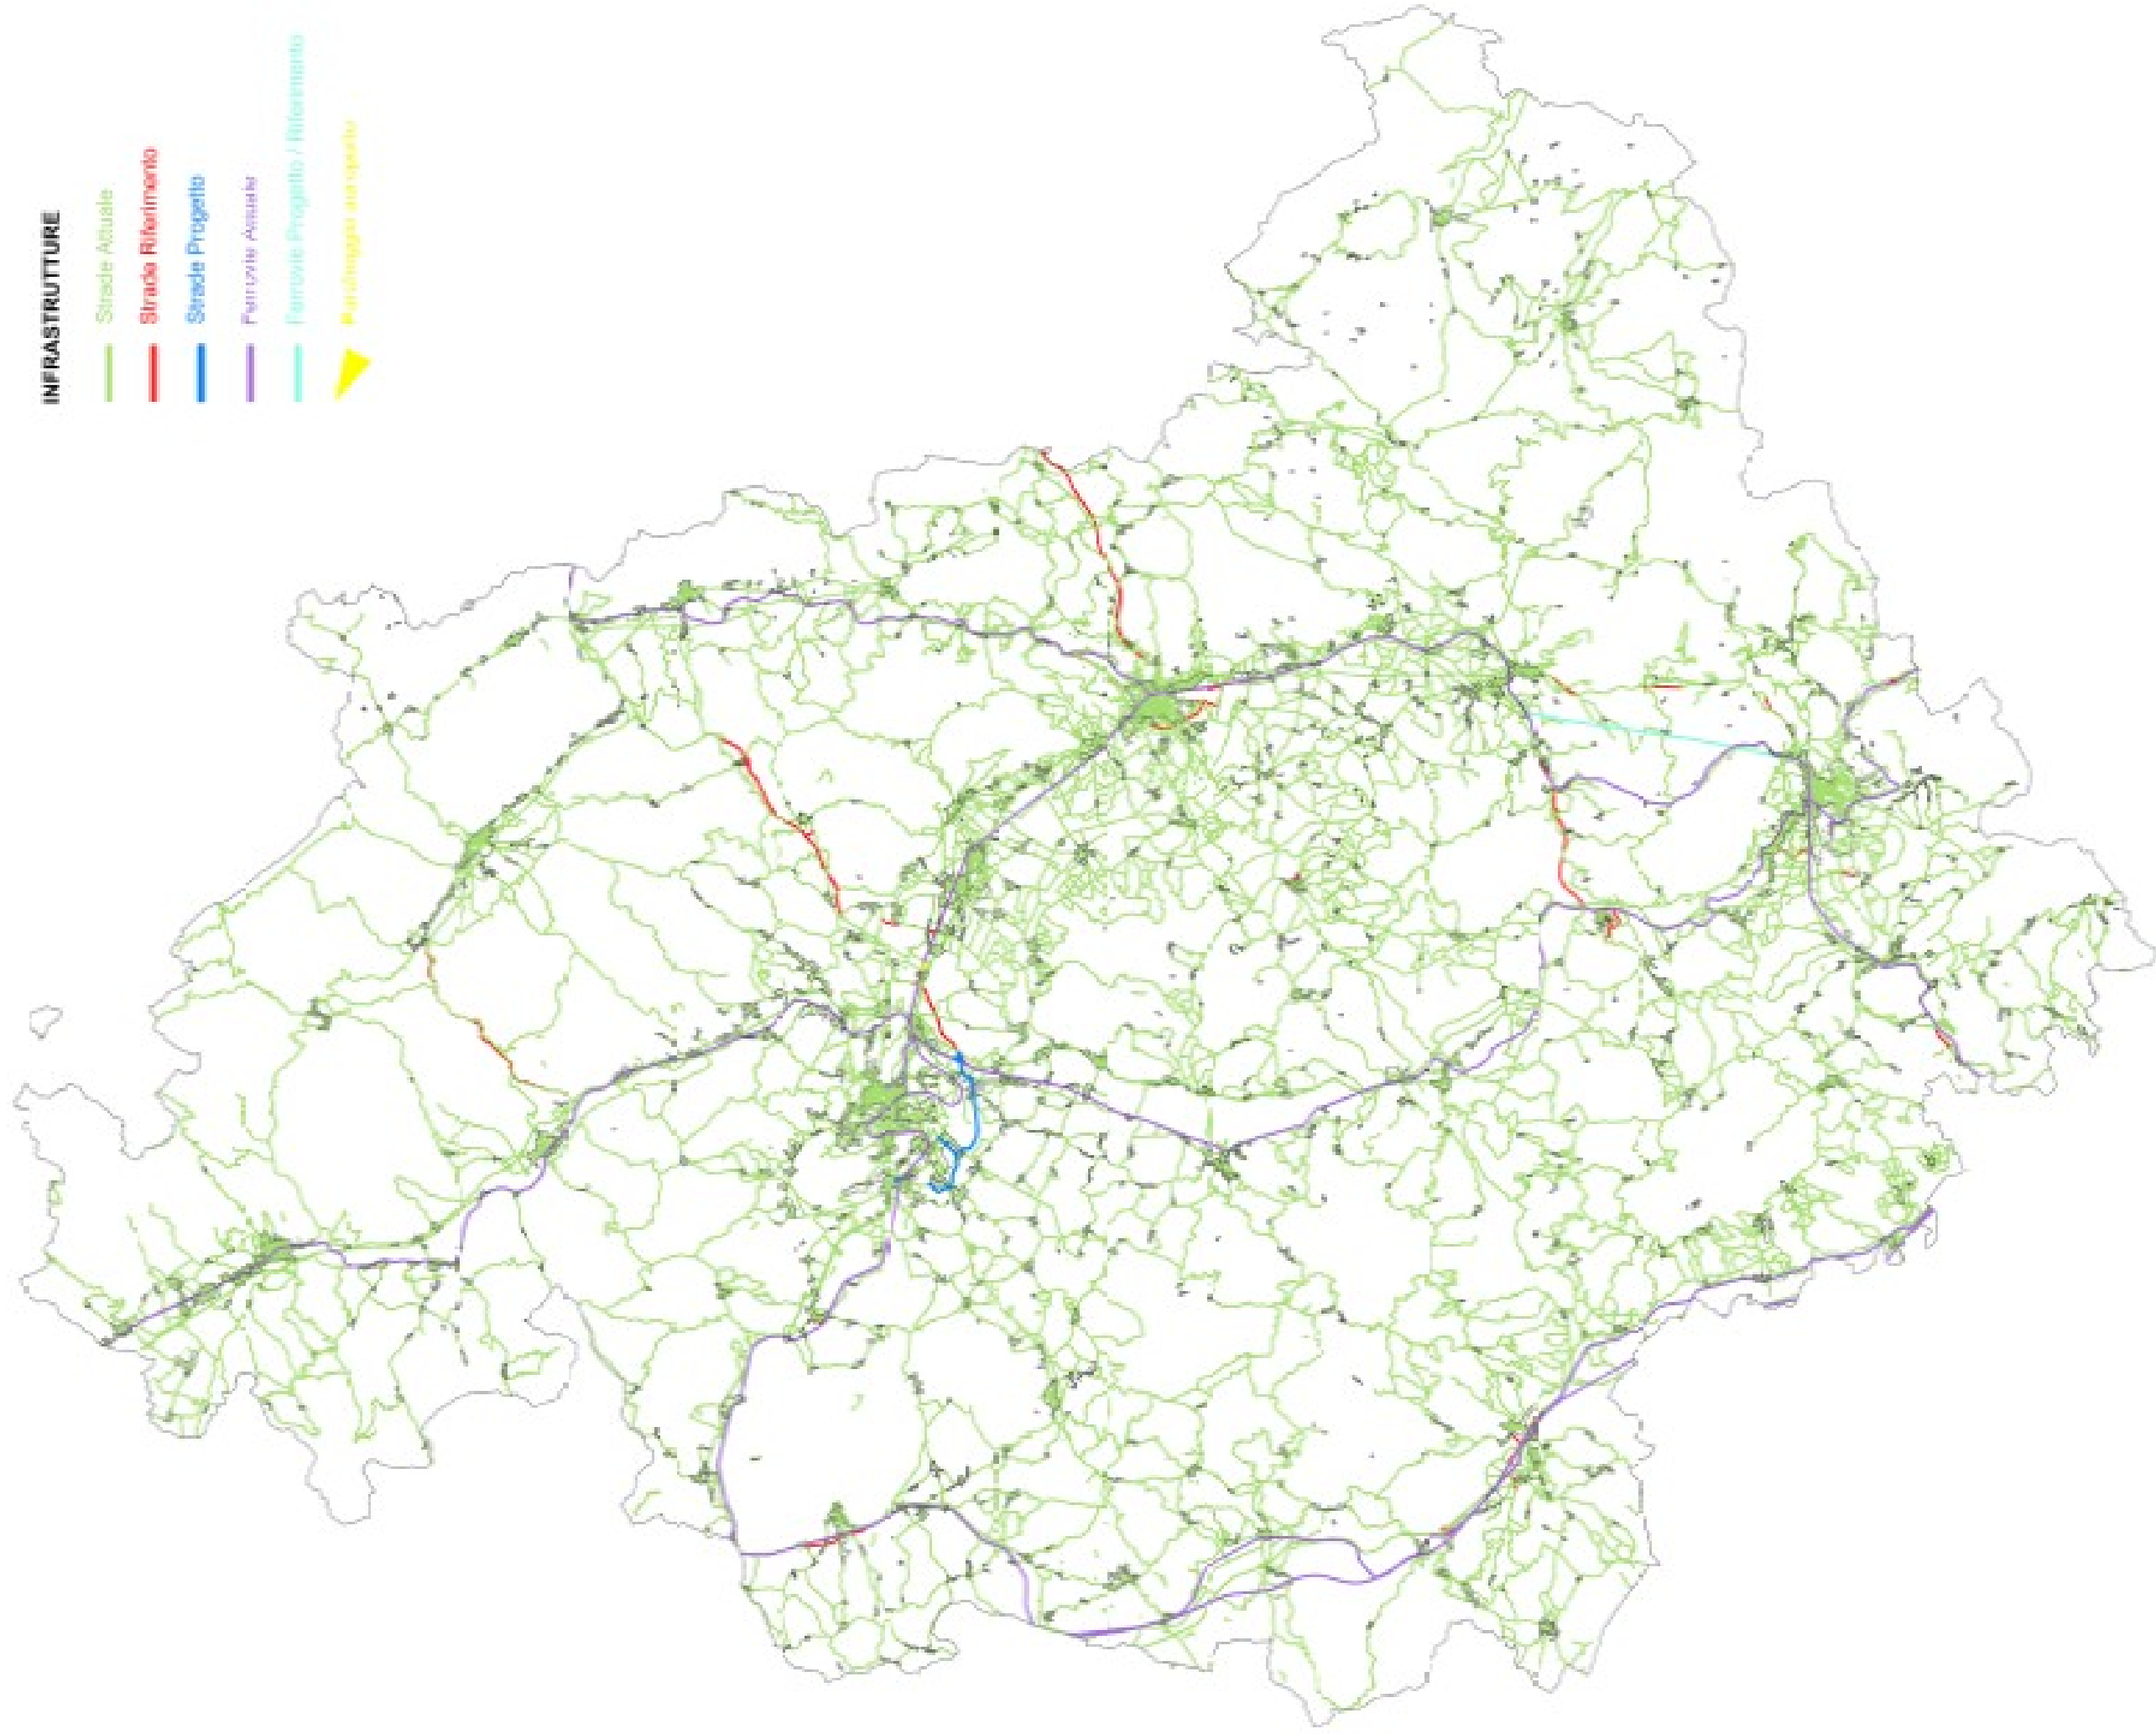 INFRASTRUTTURE
Strade Attuale
Strade Riferimento
Strade Progetto
Ferrovie Attuale
Ferrovie Progetto / Riferimento